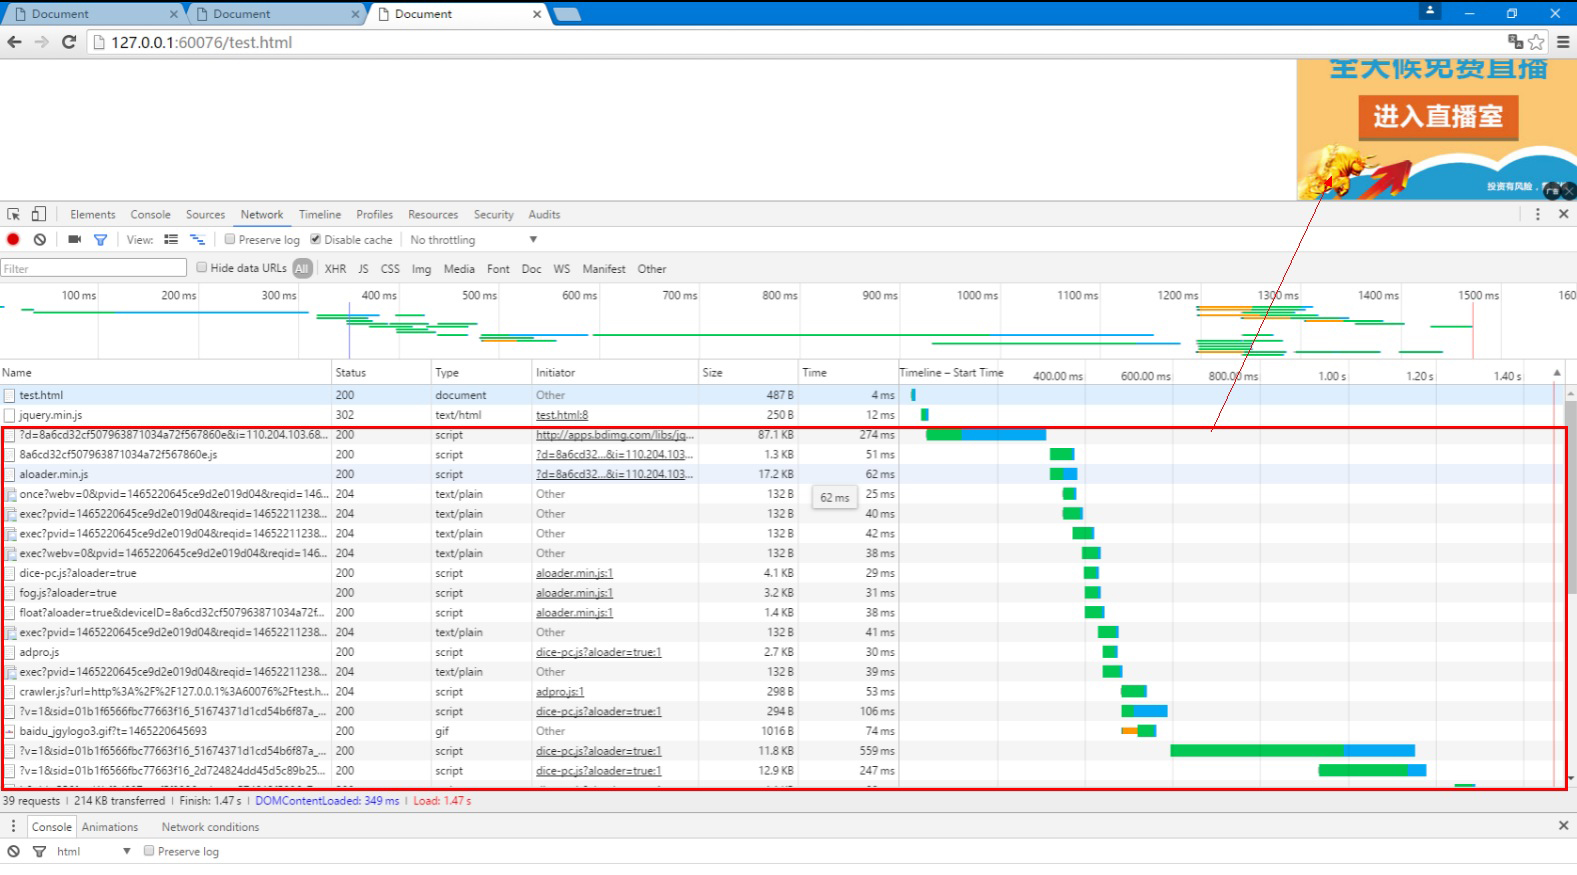 Document
Document
Document
127.0.0.1:60076/test.html
全天候免费直播
进入直播室
投资有风险，
Elements Console Sources Network Timeline Profiles Resources Security Audits
View: Preserve log Disable cache No throttling
Filter Hide data URLs All XHR JS CSS Img Media Font Doc WS Manifest Other
100 ms 200 ms 300 ms 400 ms 500 ms 600 ms 700 ms 800 ms 900 ms 1000 ms 1100 ms 1200 ms 1300 ms 1400 ms 1500 ms 160
Name Status Type Initiator Size Time Timeline – Start Time 400.00 ms 600.00 ms 800.00 ms 1.00 s 1.20 s 1.40 s
test.html 200 document Other 487 B 4 ms
jquery.min.js 302 text/html test.html:8 250 B 12 ms
?d=8a6cd32cf507963871034a72f567860e&i=110.204.103.68... 200 script http://apps.bdimg.com/libs/jq... 87.1 KB 274 ms
8a6cd32cf507963871034a72f567860e.js 200 script ?d=8a6cd32...&i=110.204.103... 1.3 KB 51 ms
aloader.min.js 200 script ?d=8a6cd32...&i=110.204.103... 17.2 KB 62 ms
once?webv=0&pvid=1465220645ce9d2e019d04&reqid=146... 204 text/plain Other 132 B 25 ms
62 ms
exec?pvid=1465220645ce9d2e019d04&reqid=14652211238... 204 text/plain Other 132 B 40 ms
exec?pvid=1465220645ce9d2e019d04&reqid=14652211238... 204 text/plain Other 132 B 42 ms
exec?webv=0&pvid=1465220645ce9d2e019d04&reqid=146... 204 text/plain Other 132 B 38 ms
dice-pc.js?aloader=true 200 script aloader.min.js:1 4.1 KB 29 ms
fog.js?aloader=true 200 script aloader.min.js:1 3.2 KB 31 ms
float?aloader=true&deviceID=8a6cd32cf507963871034a72f... 200 script aloader.min.js:1 1.4 KB 38 ms
exec?pvid=1465220645ce9d2e019d04&reqid=14652211238... 204 text/plain Other 132 B 41 ms
adpro.js 200 script dice-pc.js?aloader=true:1 2.7 KB 30 ms
exec?pvid=1465220645ce9d2e019d04&reqid=14652211238... 204 text/plain Other 132 B 39 ms
crawler.js?url=http%3A%2F%2F127.0.0.1%3A60076%2Ftest.h... 204 script adpro.js:1 298 B 53 ms
?v=1&sid=01b1f6566fbc77663f16_51674371d1cd54b6f87a_... 200 script dice-pc.js?aloader=true:1 294 B 106 ms
baidu_jgylogo3.gif?t=1465220645693 200 gif Other 1016 B 74 ms
?v=1&sid=01b1f6566fbc77663f16_51674371d1cd54b6f87a_... 200 script dice-pc.js?aloader=true:1 11.8 KB 559 ms
?v=1&sid=01b1f6566fbc77663f16_2d724824dd45d5c89b25... 200 script dice-pc.js?aloader=true:1 12.9 KB 247 ms
39 requests | 214 KB transferred | Finish: 1.47 s | DOMContentLoaded: 349 ms | Load: 1.47 s
Console Animations Network conditions
html Preserve log